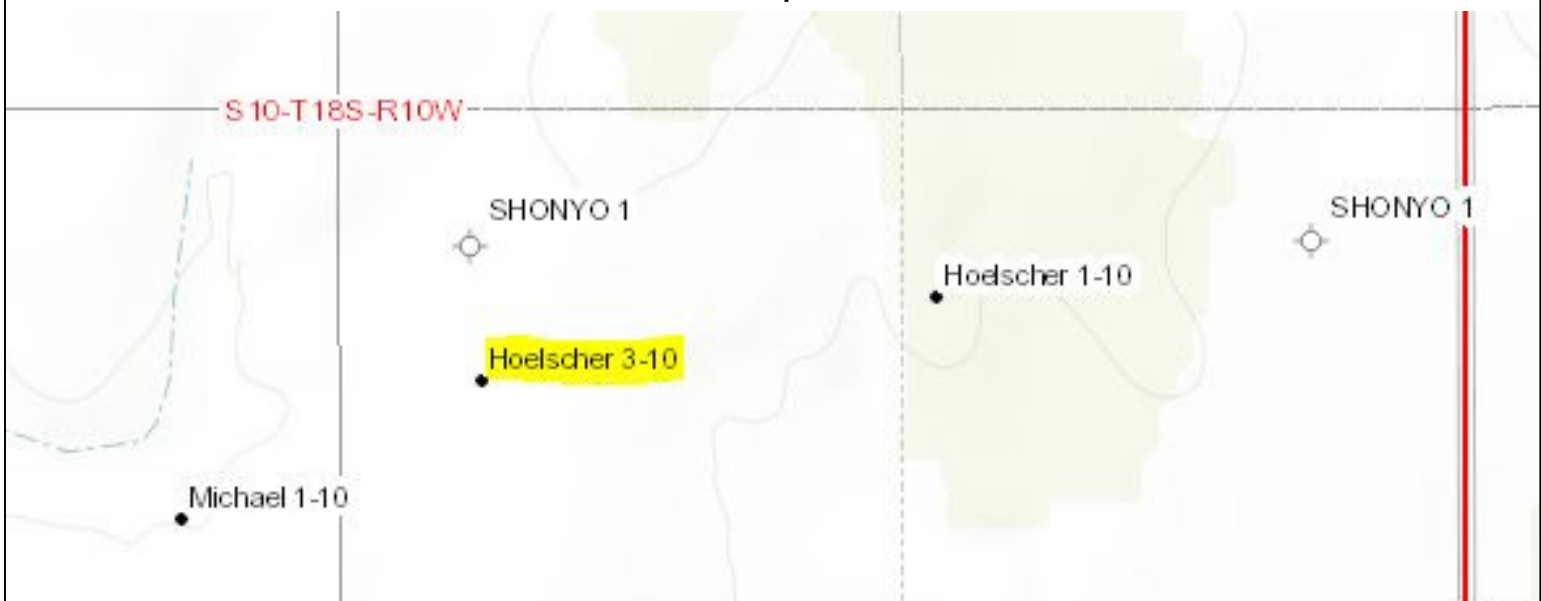 S10-T18S-R10W
SHONYO 1
SHONYO 1
Hoelscher 1-10
Hoelscher 3-10
Michael 1-10